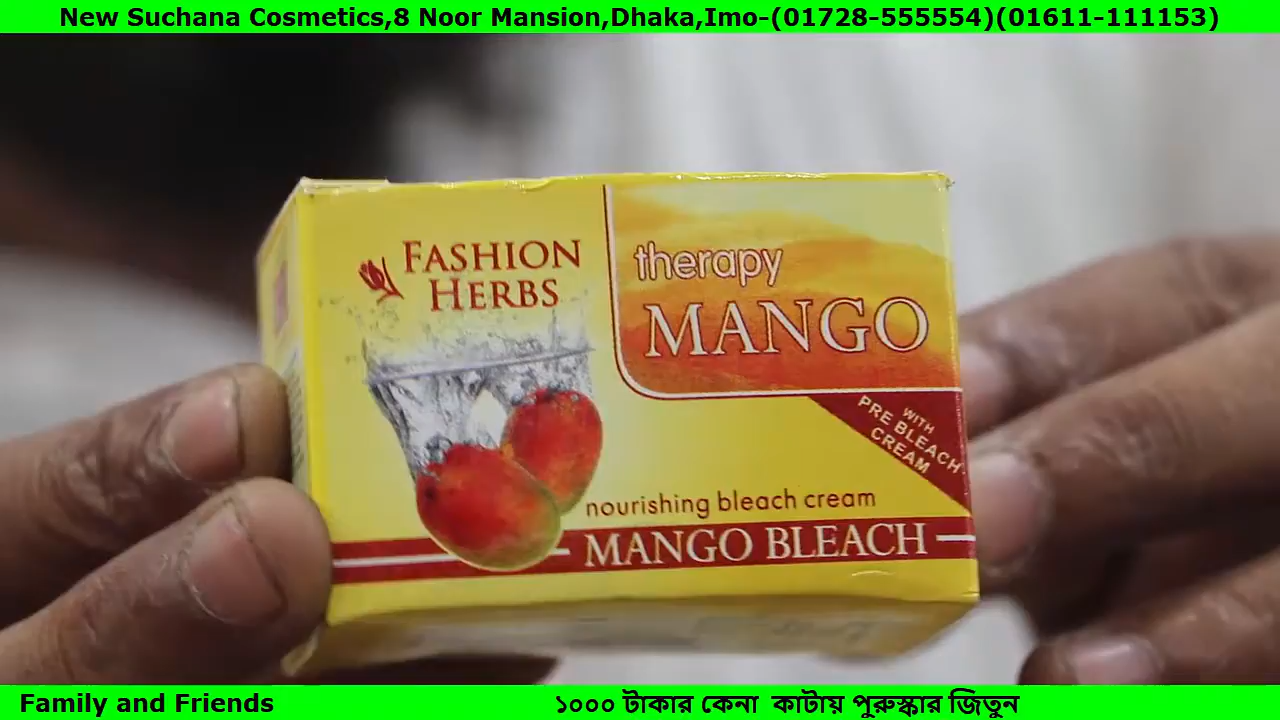 New Suchana Cosmetics,8 Noor Mansion,Dhaka,Imo-(01728-555554)(01611-111153)
FASHION
HERBS
therapy
MANGO
WITH
PRE BLEACH
CREAM
nourishing bleach cream
MANGO BLEACH
Family and Friends
১০০০ টাকার কেনা কাটায় পুরুস্কার জিতুন